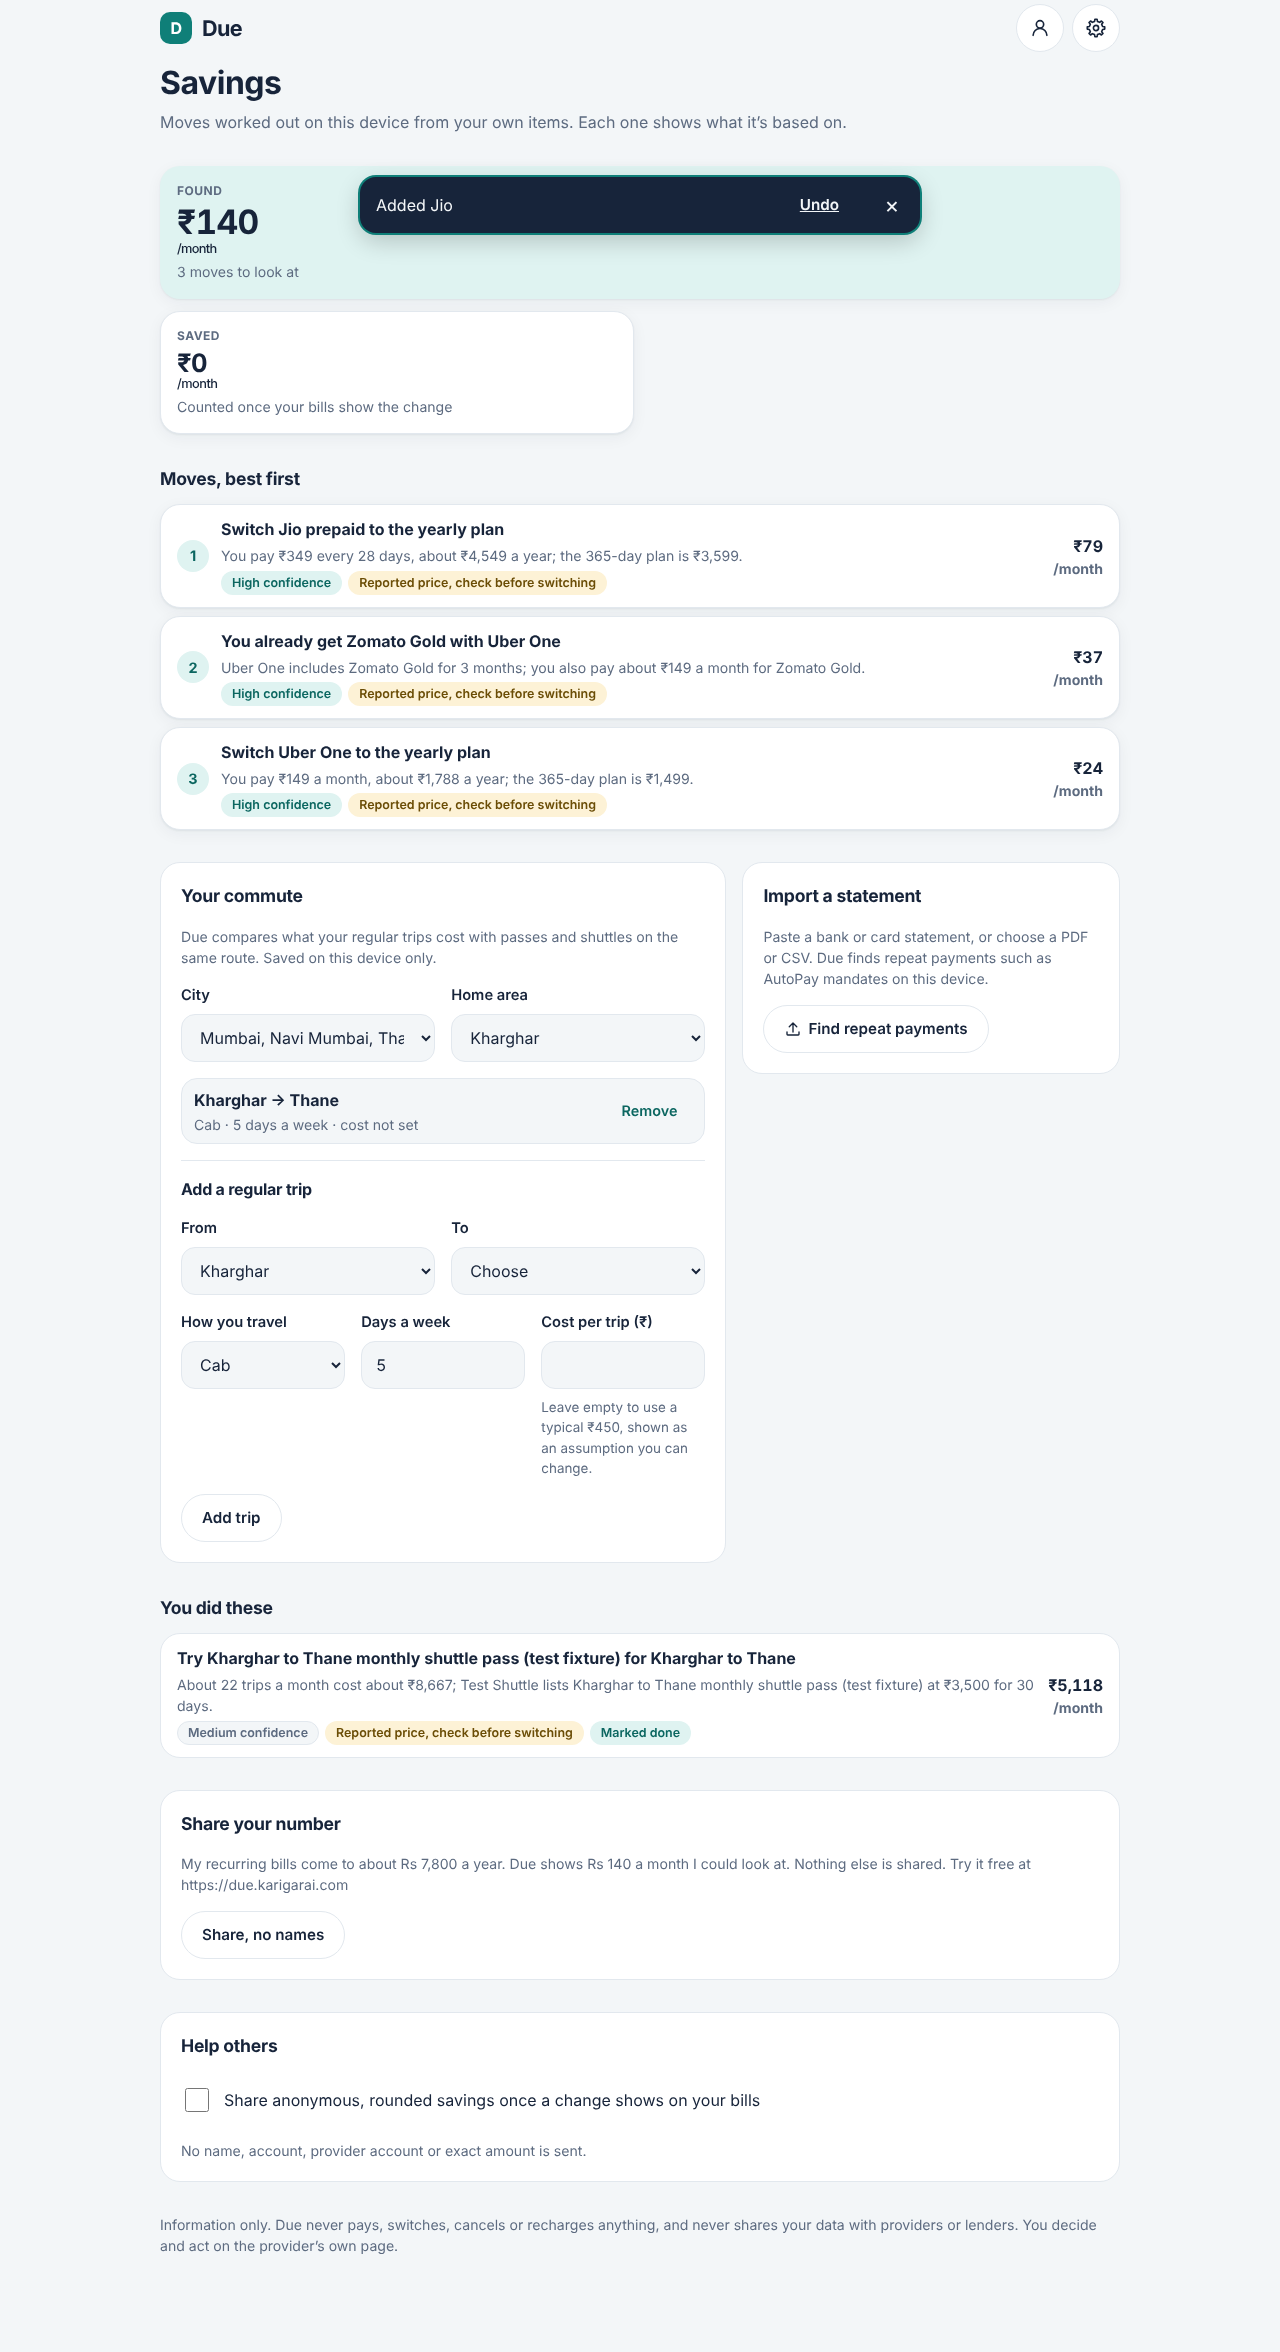 D Due
Savings
Moves worked out on this device from your own items. Each one shows what it’s based on.
FOUND
₹140
/month
3 moves to look at
Added Jio Undo ×
SAVED
₹0
/month
Counted once your bills show the change
Moves, best first
1
Switch Jio prepaid to the yearly plan
You pay ₹349 every 28 days, about ₹4,549 a year; the 365-day plan is ₹3,599.
High confidence Reported price, check before switching
₹79
/month
2
You already get Zomato Gold with Uber One
Uber One includes Zomato Gold for 3 months; you also pay about ₹149 a month for Zomato Gold.
High confidence Reported price, check before switching
₹37
/month
3
Switch Uber One to the yearly plan
You pay ₹149 a month, about ₹1,788 a year; the 365-day plan is ₹1,499.
High confidence Reported price, check before switching
₹24
/month
Your commute
Due compares what your regular trips cost with passes and shuttles on the
same route. Saved on this device only.
City Home area
Mumbai, Navi Mumbai, Tha Kharghar
Kharghar → Thane
Cab · 5 days a week · cost not set
Remove
Add a regular trip
From To
Kharghar Choose
How you travel Days a week Cost per trip (₹)
Cab 5
Leave empty to use a
typical ₹450, shown as
an assumption you can
change.
Add trip
Import a statement
Paste a bank or card statement, or choose a PDF
or CSV. Due finds repeat payments such as
AutoPay mandates on this device.
Find repeat payments
You did these
Try Kharghar to Thane monthly shuttle pass (test fixture) for Kharghar to Thane
About 22 trips a month cost about ₹8,667; Test Shuttle lists Kharghar to Thane monthly shuttle pass (test fixture) at ₹3,500 for 30
days.
Medium confidence Reported price, check before switching Marked done
₹5,118
/month
Share your number
My recurring bills come to about Rs 7,800 a year. Due shows Rs 140 a month I could look at. Nothing else is shared. Try it free at
https://due.karigarai.com
Share, no names
Help others
Share anonymous, rounded savings once a change shows on your bills
No name, account, provider account or exact amount is sent.
Information only. Due never pays, switches, cancels or recharges anything, and never shares your data with providers or lenders. You decide
and act on the provider’s own page.